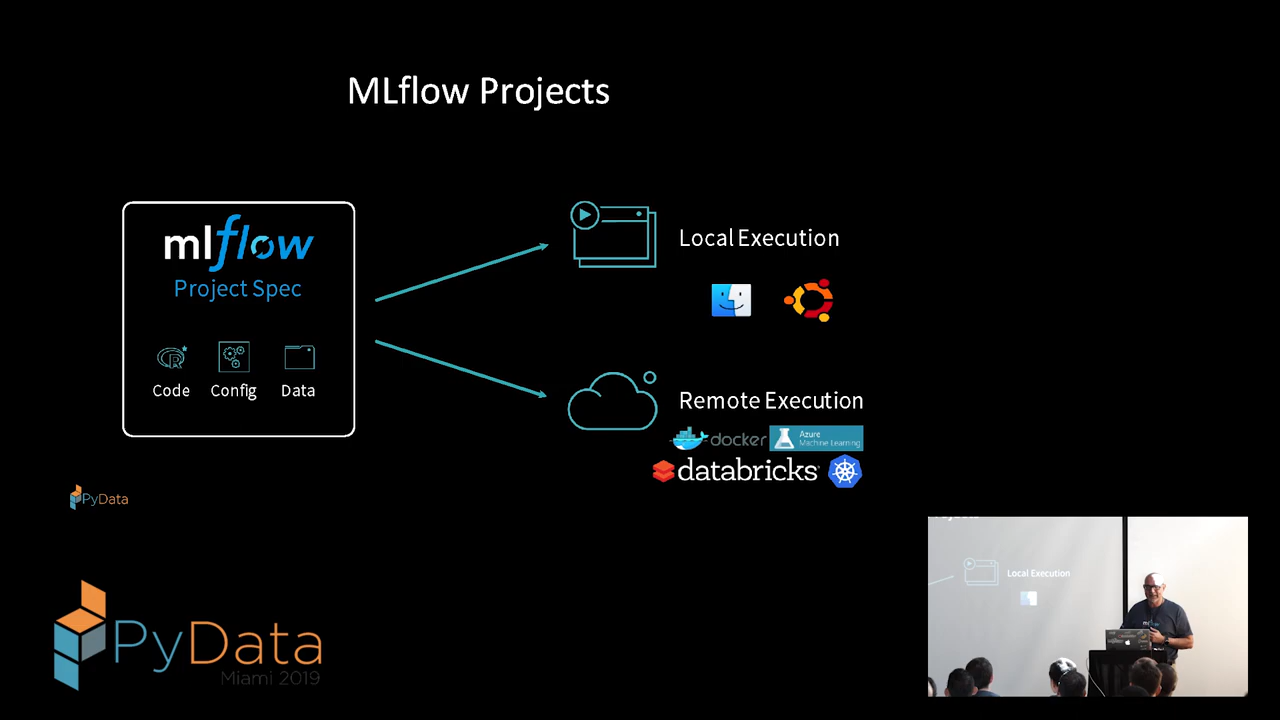 MLflow Projects
mlflow
Project Spec
Code Config Data
Local Execution
Remote Execution
docker Azure Machine Learning
databricks
PyData
PyData
Miami 2019
Local Execution